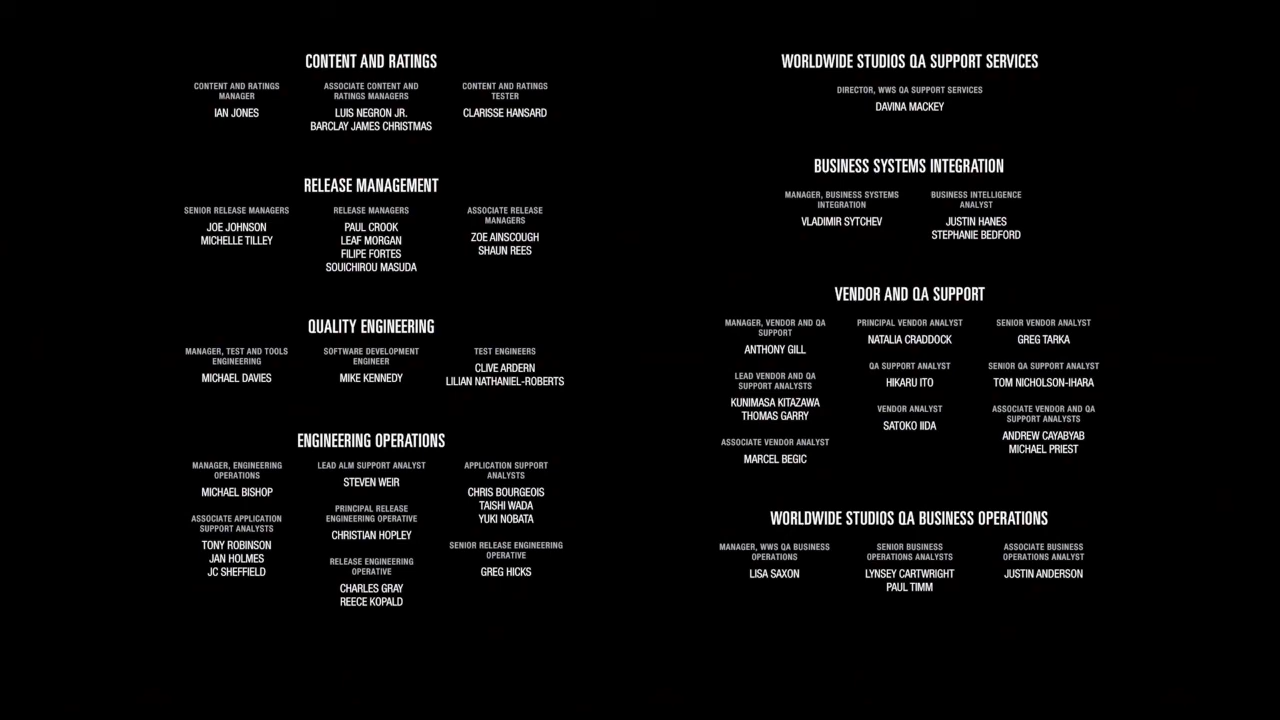 CONTENT AND RATINGS
CONTENT AND RATINGS
MANAGER
IAN JONES
ASSOCIATE CONTENT AND
RATINGS MANAGERS
LUIS NEGRON JR.
BARCLAY JAMES CHRISTMAS
CONTENT AND RATINGS
TESTER
CLARISSE HANSARD
RELEASE MANAGEMENT
SENIOR RELEASE MANAGERS
JOE JOHNSON
MICHELLE TILLEY
RELEASE MANAGERS
PAUL CROOK
LEAF MORGAN
FILIPE FORTES
SOUICHIROU MASUDA
ASSOCIATE RELEASE
MANAGERS
ZOE AINSCOUGH
SHAUN REES
QUALITY ENGINEERING
MANAGER, TEST AND TOOLS
ENGINEERING
MICHAEL DAVIES
SOFTWARE DEVELOPMENT
ENGINEER
MIKE KENNEDY
TEST ENGINEERS
CLIVE ARDERN
LILIAN NATHANIEL-ROBERTS
ENGINEERING OPERATIONS
MANAGER, ENGINEERING
OPERATIONS
MICHAEL BISHOP
ASSOCIATE APPLICATION
SUPPORT ANALYSTS
TONY ROBINSON
JAN HOLMES
JC SHEFFIELD
LEAD ALM SUPPORT ANALYST
STEVEN WEIR
PRINCIPAL RELEASE
ENGINEERING OPERATIVE
CHRISTIAN HOPLEY
RELEASE ENGINEERING
OPERATIVE
CHARLES GRAY
REECE KOPALD
APPLICATION SUPPORT
ANALYSTS
CHRIS BOURGEOIS
TAISHI WADA
YUKI NOBATA
SENIOR RELEASE ENGINEERING
OPERATIVE
GREG HICKS
WORLDWIDE STUDIOS QA SUPPORT SERVICES
DIRECTOR, WWS QA SUPPORT SERVICES
DAVINA MACKEY
BUSINESS SYSTEMS INTEGRATION
MANAGER, BUSINESS SYSTEMS
INTEGRATION
VLADIMIR SYTCHEV
BUSINESS INTELLIGENCE
ANALYST
JUSTIN HANES
STEPHANIE BEDFORD
VENDOR AND QA SUPPORT
MANAGER, VENDOR AND QA
SUPPORT
ANTHONY GILL
LEAD VENDOR AND QA
SUPPORT ANALYSTS
KUNIMASA KITAZAWA
THOMAS GARRY
ASSOCIATE VENDOR ANALYST
MARCEL BEGIC
PRINCIPAL VENDOR ANALYST
NATALIA CRADDOCK
QA SUPPORT ANALYST
HIKARU ITO
VENDOR ANALYST
SATOKO IIDA
SENIOR VENDOR ANALYST
GREG TARKA
SENIOR QA SUPPORT ANALYST
TOM NICHOLSON-IHARA
ASSOCIATE VENDOR AND QA
SUPPORT ANALYSTS
ANDREW CAYABYAB
MICHAEL PRIEST
WORLDWIDE STUDIOS QA BUSINESS OPERATIONS
MANAGER, WWS QA BUSINESS
OPERATIONS
LISA SAXON
SENIOR BUSINESS
OPERATIONS ANALYSTS
LYNSEY CARTWRIGHT
PAUL TIMM
ASSOCIATE BUSINESS
OPERATIONS ANALYST
JUSTIN ANDERSON